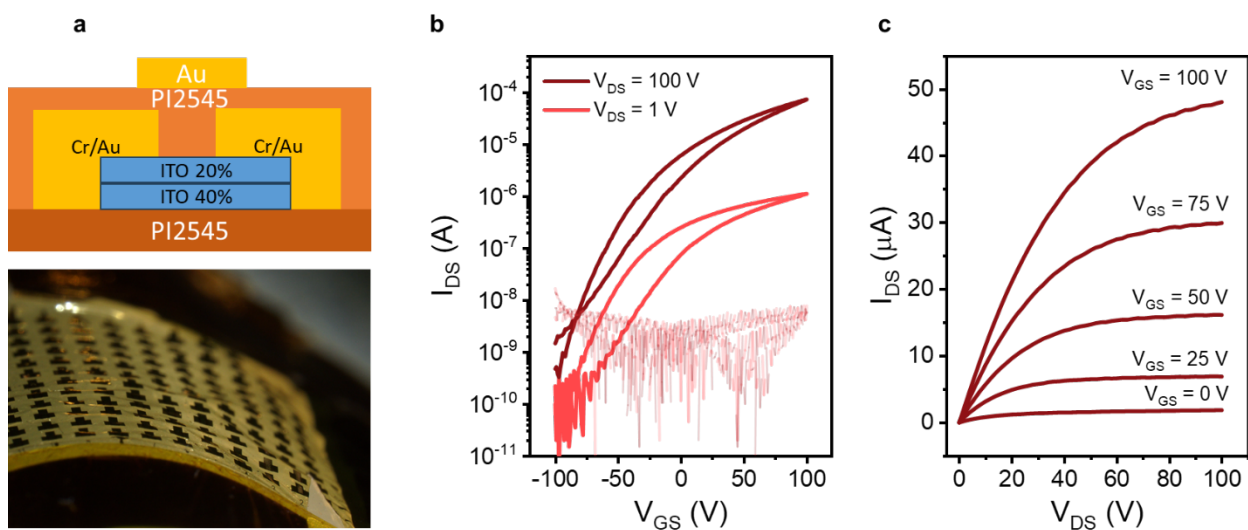 a
Au
PI2545
Cr/Au Cr/Au
ITO 20%
ITO 40%
PI2545
b
V_DS = 100 V
V_DS = 1 V
I_DS (A)
10⁻⁴
10⁻⁵
10⁻⁶
10⁻⁷
10⁻⁸
10⁻⁹
10⁻¹⁰
10⁻¹¹
-100 -50 0 50 100
V_GS (V)
c
I_DS (μA)
50
40
30
20
10
0
V_GS = 100 V
V_GS = 75 V
V_GS = 50 V
V_GS = 25 V
V_GS = 0 V
0 20 40 60 80 100
V_DS (V)